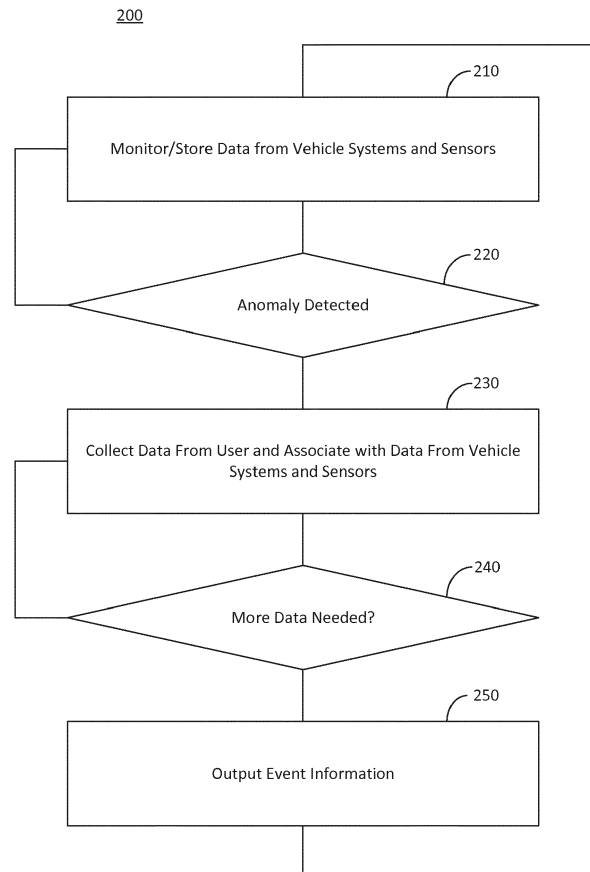 200
210
Monitor/Store Data from Vehicle Systems and Sensors
220
Anomaly Detected
230
Collect Data From User and Associate with Data From Vehicle
Systems and Sensors
240
More Data Needed?
250
Output Event Information